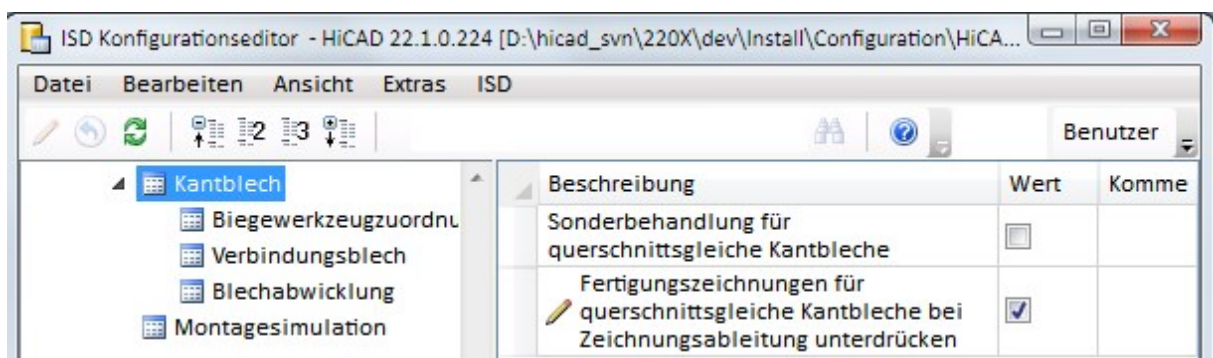 ISD Konfigurationseditor - HiCAD 22.1.0.224 [D:\hicad_svn\220X\dev\Install\Configuration\HiCA...
Datei Bearbeiten Ansicht Extras ISD
2 3 Benutzer
Kantblech
Biegewerkzeugzuordnu
Verbindungsblech
Blechabwicklung
Montagesimulation
Beschreibung Wert Komme
Sonderbehandlung für
querschnittsgleiche Kantbleche
Fertigungszeichnungen für
querschnittsgleiche Kantbleche bei
Zeichnungsableitung unterdrücken